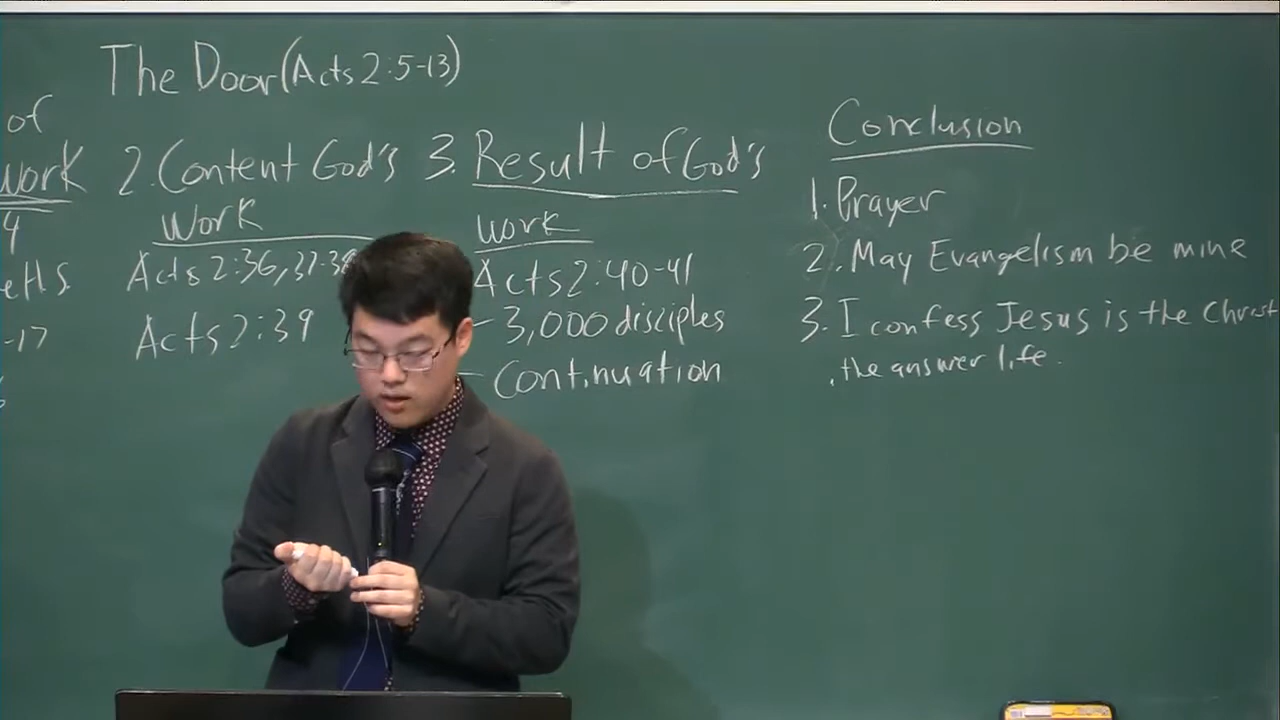 The Door (Acts 2:5-13)
of
work
4
-17
2. Content God's
Work
Acts 2:36, 37-38
Acts 2:39
3. Result of God's
work
Acts 2:40-41
- 3,000 disciples
- Continuation
Conclusion
1. Prayer
2. May Evangelism be mine
3. I confess Jesus is the Christ
, the answer life.